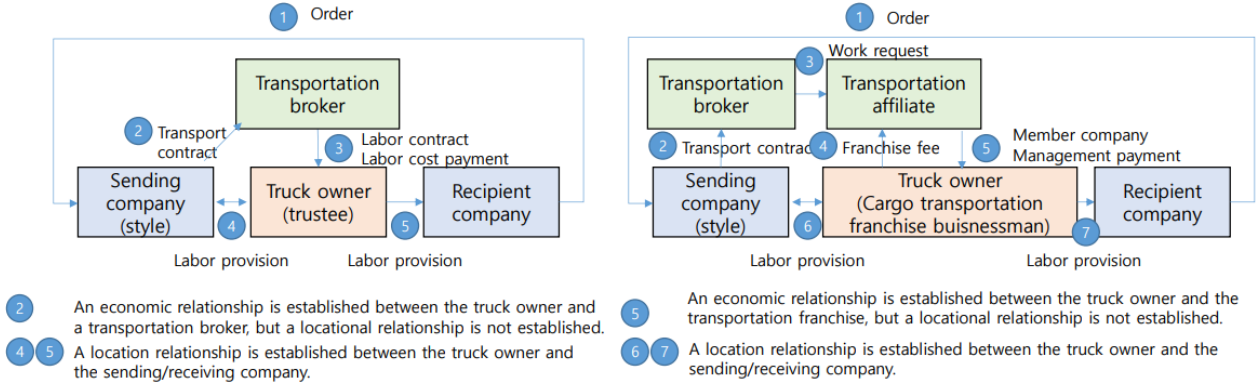 1 Order
Transportation
broker
2 Transport
contract
3 Labor contract
Labor cost payment
Sending
company
(style)
Truck owner
(trustee)
Recipient
company
4
5
Labor provision
Labor provision
2 An economic relationship is established between the truck owner and
a transportation broker, but a locational relationship is not established.
4 5 A location relationship is established between the truck owner and
the sending/receiving company.
1 Order
3 Work request
Transportation
broker
Transportation
affiliate
2 Transport contract
4 Franchise fee
5 Member company
Management payment
Sending
company
(style)
Truck owner
(Cargo transportation
franchise buisnessman)
Recipient
company
6
7
Labor provision
Labor provision
5 An economic relationship is established between the truck owner and the
transportation franchise, but a locational relationship is not established.
6 7 A location relationship is established between the truck owner and the
sending/receiving company.